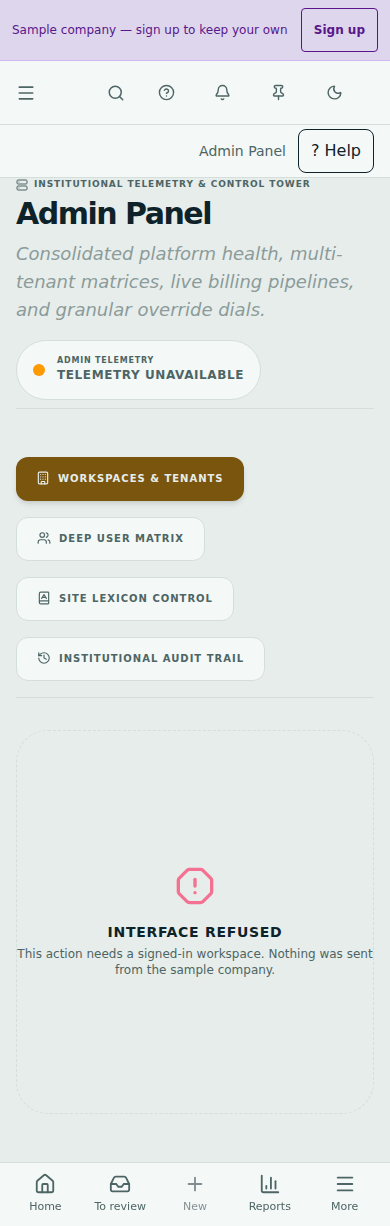 Sample company — sign up to keep your own
Sign up
Admin Panel
? Help
INSTITUTIONAL TELEMETRY & CONTROL TOWER
Admin Panel
Consolidated platform health, multi-
tenant matrices, live billing pipelines,
and granular override dials.
ADMIN TELEMETRY
TELEMETRY UNAVAILABLE
WORKSPACES & TENANTS
DEEP USER MATRIX
SITE LEXICON CONTROL
INSTITUTIONAL AUDIT TRAIL
INTERFACE REFUSED
This action needs a signed-in workspace. Nothing was sent
from the sample company.
Home
To review
New
Reports
More